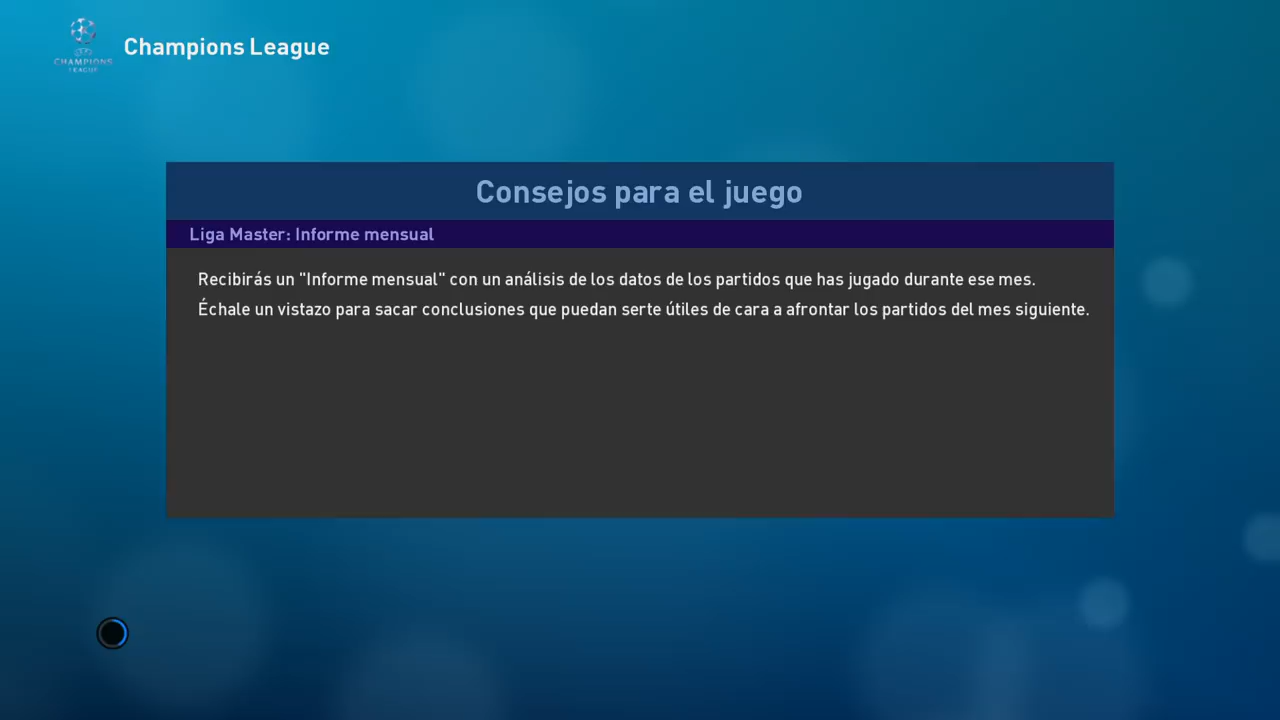 CHAMPIONS
LEAGUE
Champions League
Consejos para el juego
Liga Master: Informe mensual
Recibirás un "Informe mensual" con un análisis de los datos de los partidos que has jugado durante ese mes.
Échale un vistazo para sacar conclusiones que puedan serte útiles de cara a afrontar los partidos del mes siguiente.